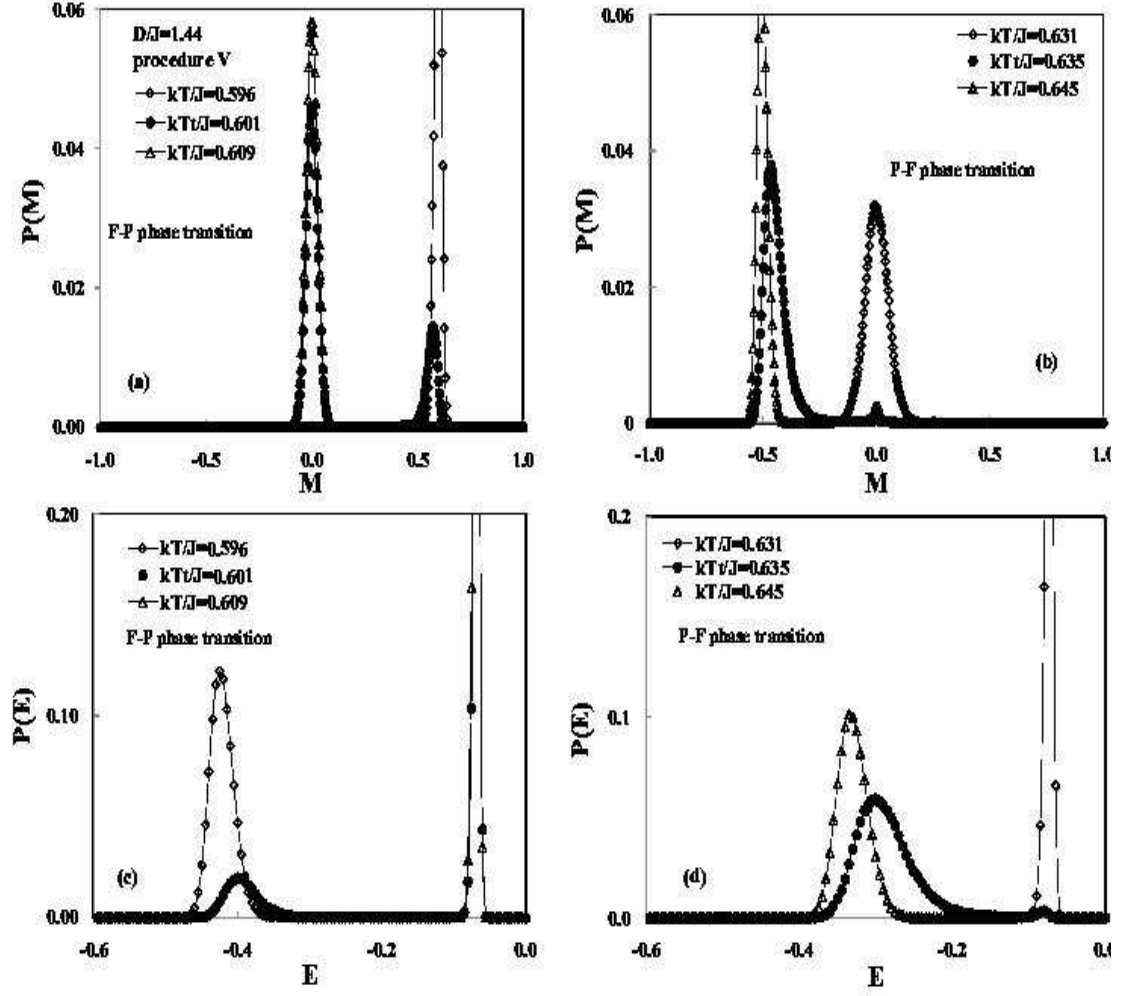 0.06
D/J=1.44
procedure V
kT/J=0.596
kTt/J=0.601
kT/J=0.609
0.04
P(M)
F-P phase transition
0.02
(a)
0.00
-1.0 -0.5 0.0 0.5 1.0
M
0.06
kT/J=0.631
kTt/J=0.635
kT/J=0.645
0.04
P(M)
P-F phase transition
0.02
(b)
0
-1.0 -0.5 0.0 0.5 1.0
M
0.20
kT/J=0.596
kTt/J=0.601
kT/J=0.609
F-P phase transition
0.10
P(E)
(c)
0.00
-0.6 -0.4 -0.2 0.0
E
0.2
kT/J=0.631
kTt/J=0.635
kT/J=0.645
P-F phase transition
0.1
P(E)
(d)
0.0
-0.6 -0.4 -0.2 0.0
E